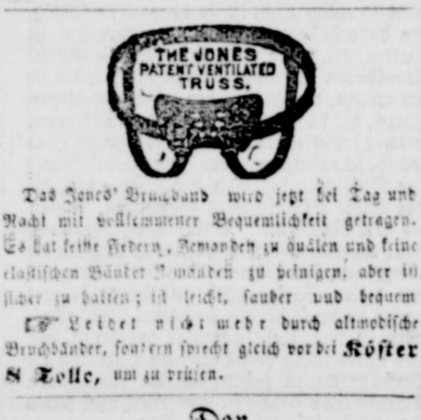 THE JONES
PATENT VENTILATED
TRUSS.
Das Jones' Bruchband wird jetzt bei Tag und
Nacht mit vollkommener Bequemlichkeit getragen.
Es hat keine Federn, Jemanden zu quälen und keine
elastischen Bänder Jemanden zu peinigen, aber ist
sicher zu halten; ist leicht, sauber und bequem
☞ Leidet nicht mehr durch altmodische
Bruchbänder, sondern sprecht gleich vor bei Köster
& Tolle, um zu prüfen.